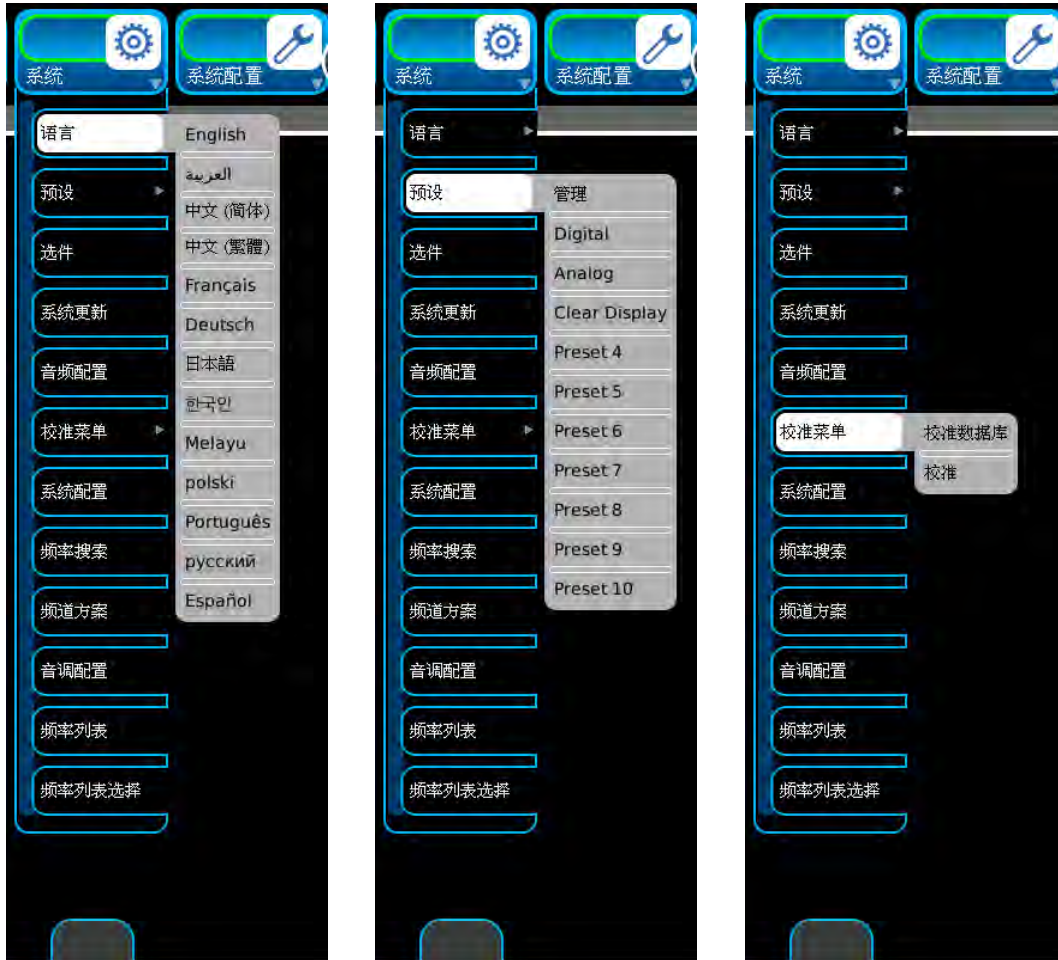 系统
系统配置
语言
预设
选件
系统更新
音频配置
校准菜单
系统配置
频率搜索
频道方案
音调配置
频率列表
频率列表选择
English
العربية
中文 (简体)
中文 (繁體)
Français
Deutsch
日本語
한국인
Melayu
polski
Português
русский
Español
系统
系统配置
语言
预设
选件
系统更新
音频配置
校准菜单
系统配置
频率搜索
频道方案
音调配置
频率列表
频率列表选择
管理
Digital
Analog
Clear Display
Preset 4
Preset 5
Preset 6
Preset 7
Preset 8
Preset 9
Preset 10
系统
系统配置
语言
预设
选件
系统更新
音频配置
校准菜单
系统配置
频率搜索
频道方案
音调配置
频率列表
频率列表选择
校准数据库
校准